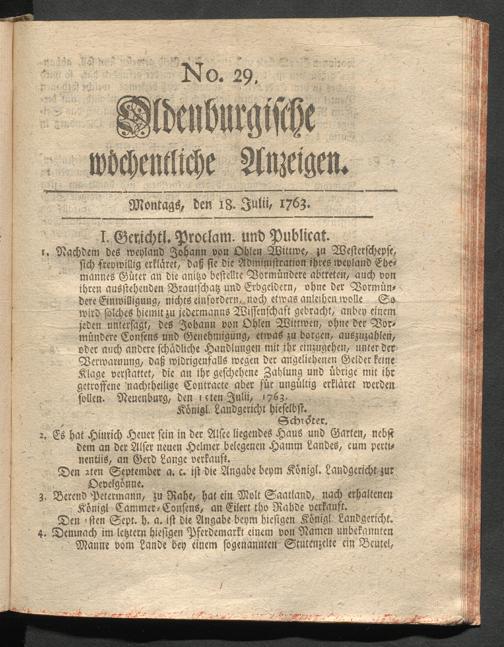 No. 29.
Oldenburgische
wöchentliche Anzeigen.
Montags, den 18. Julii, 1763.
I. Gerichtl. Proclam. und Publicat.
1. Nachdem des weyland Johann von Ohlen Wittwe, zu Westerscheps,
sich freywillig erkläret, daß sie die Administration ihres weyland Ehe-
mannes Güter an die anitzo bestellte Vormündere abtreten, auch von
ihren ausstehenden Brautschatz und Erbgeldern, ohne der Vormün-
dere Einwilligung, nichts einfordern, noch etwas anleihen wolle So
wird solches hiemit zu jedermanns Wissenschaft gebracht, anbey einem
jeden untersagt, des Johann von Ohlen Wittwen, ohne der Vor-
mündere Consens und Genehmigung, etwas zu borgen, auszuzahlen,
oder auch andere schädliche Handlungen mit ihr einzugehen, unter der
Verwarnung, daß widrigenfalls wegen der angeliehenen Gelder keine
Klage verstattet, die an ihr geschehene Zahlung und übrige mit ihr
getroffene nachtheilige Contracte aber für ungültig erkläret werden
sollen. Neuenburg, den 15ten Julii, 1763.
Königl. Landgericht hieselbst.
Schröter.
2. Es hat Hinrich Heuer sein in der Alsee liegendes Haus und Garten, nebst
dem an der Alser neuen Helmer belegenen Hamm Landes, cum perti-
nentiis, an Gerd Lange verkauft.
Den 2ten September a. c. ist die Angabe beym Königl. Landgericht zur
Oevelgönne.
3. Berend Petermann, zu Rahe, hat ein Molt Saatland, nach erhaltenen
Königl Cammer-Consens, an Eilert tho Rahde verkauft.
Den 1sten Sept. h. a. ist die Angabe beym hiesigen Königl Landgericht.
4. Demnach im letztern hiesigen Pferdemarkt einem von Namen unbekannten
Manne vom Lande bey einem sogenannten Stutenzelte ein Beutel,